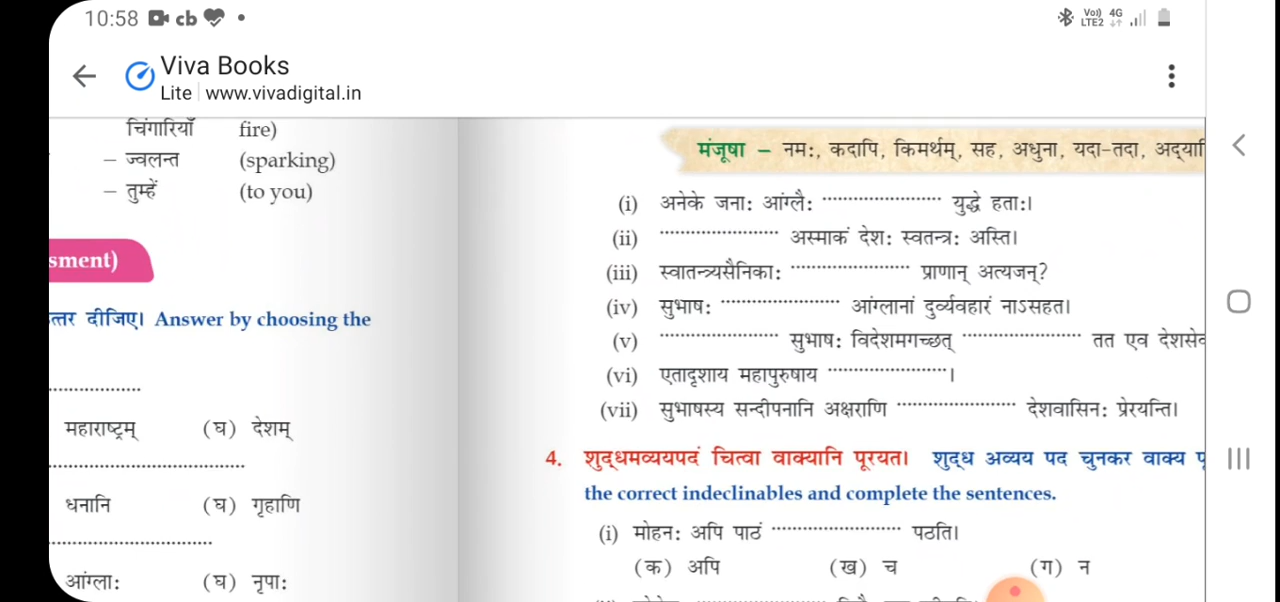 10:58 cb Vo)) LTE2 4G
Viva Books
Lite www.vivadigital.in
चिंगारियाँ fire)
– ज्वलन्त (sparking)
– तुम्हें (to you)
sment)
त्तर दीजिए। Answer by choosing the
....................
महाराष्ट्रम् (घ) देशम्
....................
धनानि (घ) गृहाणि
....................
आंग्ला: (घ) नृपा:
मंजूषा – नम:, कदापि, किमर्थम्, सह, अधुना, यदा-तदा, अद्यापि
(i) अनेके जना: आंग्लै: .................... युद्धे हता:।
(ii) .................... अस्माकं देश: स्वतन्त्र: अस्ति।
(iii) स्वातन्त्र्यसैनिका: .................... प्राणान् अत्यजन्?
(iv) सुभाष: .................... आंग्लानां दुर्व्यवहारं नाऽसहत।
(v) .................... सुभाष: विदेशमगच्छत् .................... तत एव देशसे
(vi) एतादृशाय महापुरुषाय ....................।
(vii) सुभाषस्य सन्दीपनानि अक्षराणि .................... देशवासिन: प्रेरयन्ति।
4. शुद्धमव्ययपदं चित्वा वाक्यानि पूरयत। शुद्ध अव्यय पद चुनकर वाक्य प
the correct indeclinables and complete the sentences.
(i) मोहन: अपि पाठं .................... पठति।
(क) अपि (ख) च (ग) न